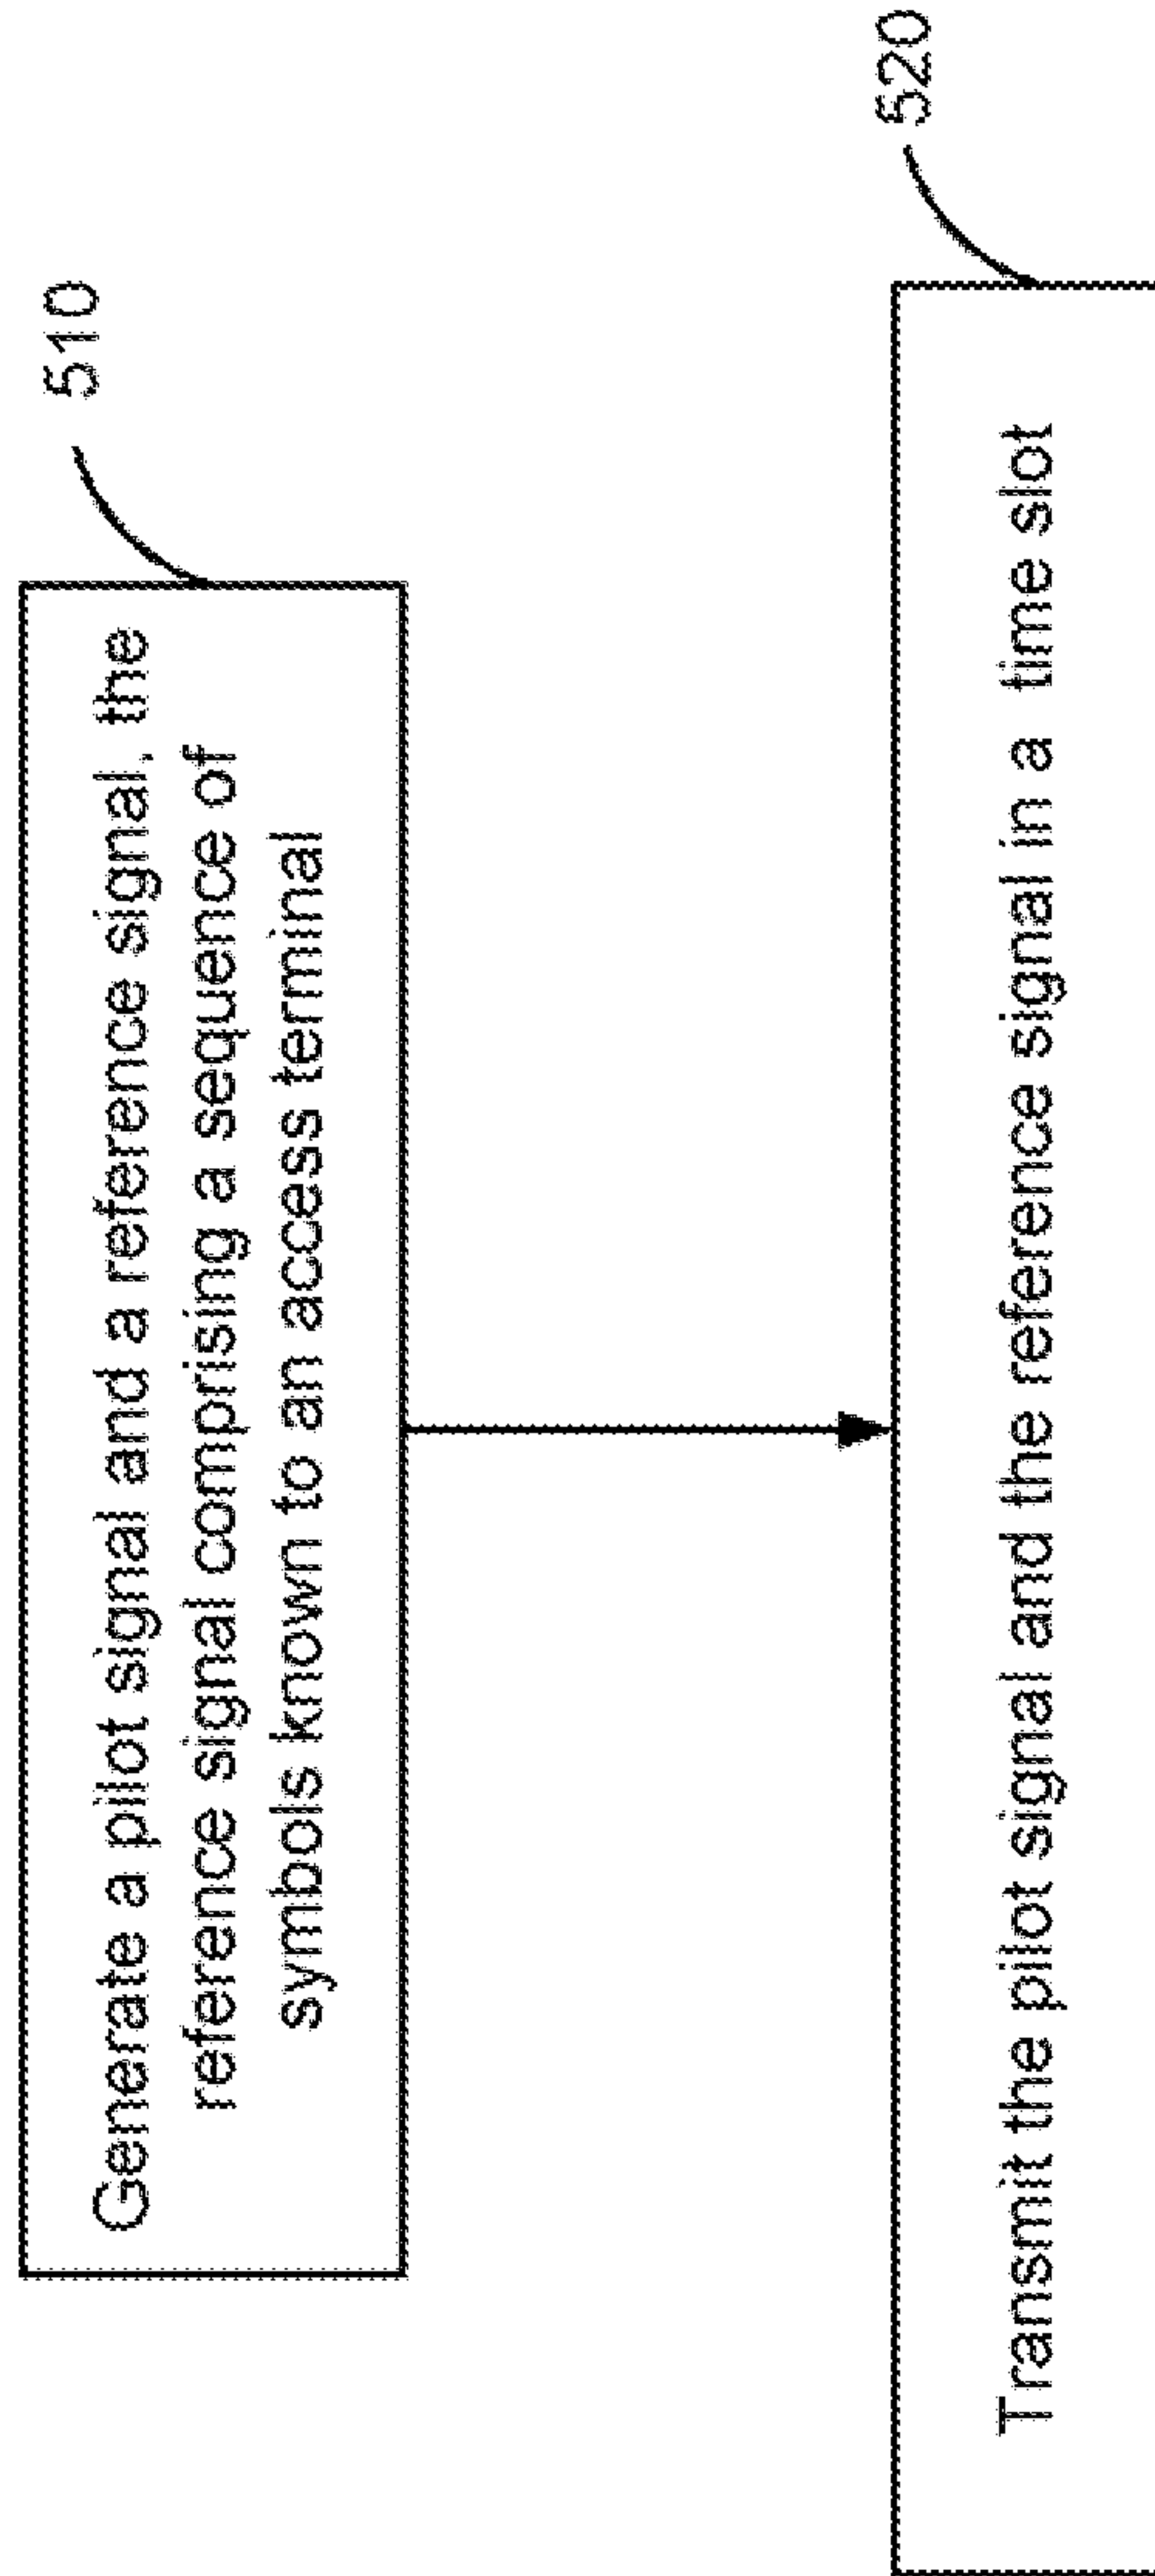 510
Generate a pilot signal and a reference signal, the
reference signal comprising a sequence of
symbols known to an access terminal
520
Transmit the pilot signal and the reference signal in a time slot